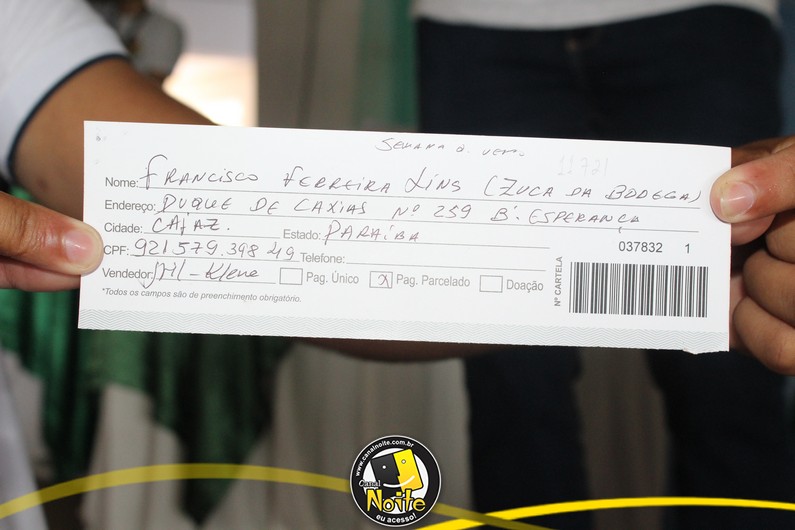 SEMANA Q. VEM.
11721
Nome: FRANCISCO FERREIRA LINS (ZUCA DA BODEGA)
Endereço: DUQUE DE CAXIAS Nº 259 B. ESPERANÇA
Cidade: CAJAZ. Estado: PARAÍBA
CPF: 921.579.398 49 Telefone:
Vendedor: - Klene Pag. Único X Pag. Parcelado Doação
*Todos os campos são de preenchimento obrigatório.
037832 1
Nº CARTELA
www.canalnoite.com.br
Canal
Noite
eu acesso!